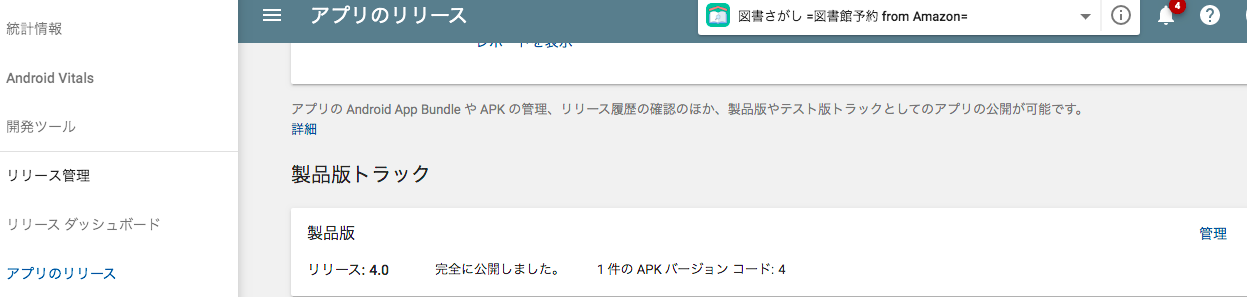 統計情報
Android Vitals
開発ツール
リリース管理
リリース ダッシュボード
アプリのリリース
アプリのリリース
図書さがし =図書館予約 from Amazon=
4
レポートを表示
アプリの Android App Bundle や APK の管理、リリース履歴の確認のほか、製品版やテスト版トラックとしてのアプリの公開が可能です。
詳細
製品版トラック
製品版
管理
リリース: 4.0 完全に公開しました。 1 件の APK バージョン コード: 4